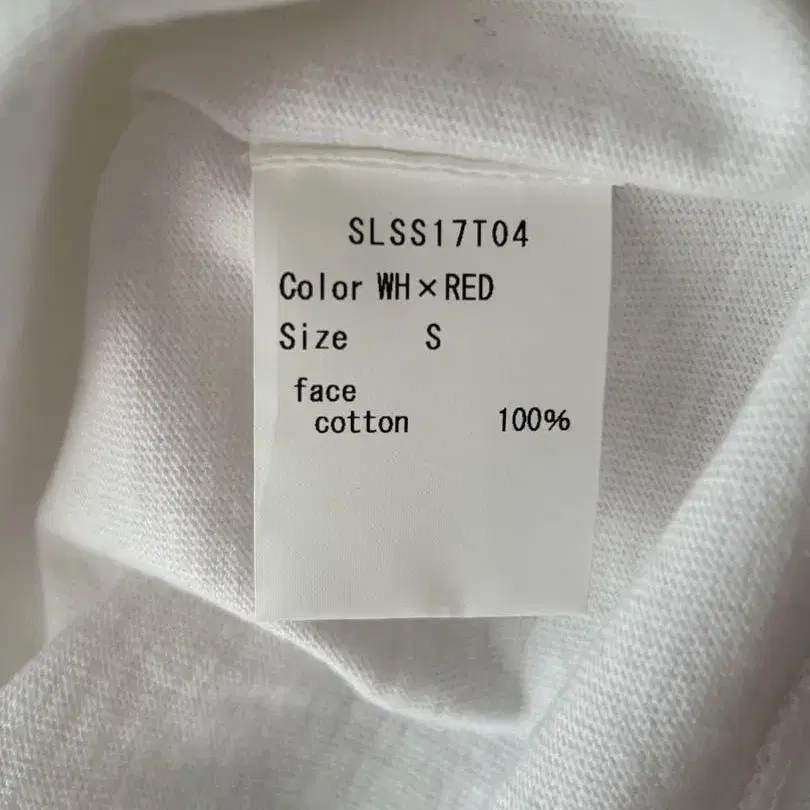 SLSS17T04
Color WH×RED
Size S
face
cotton 100%